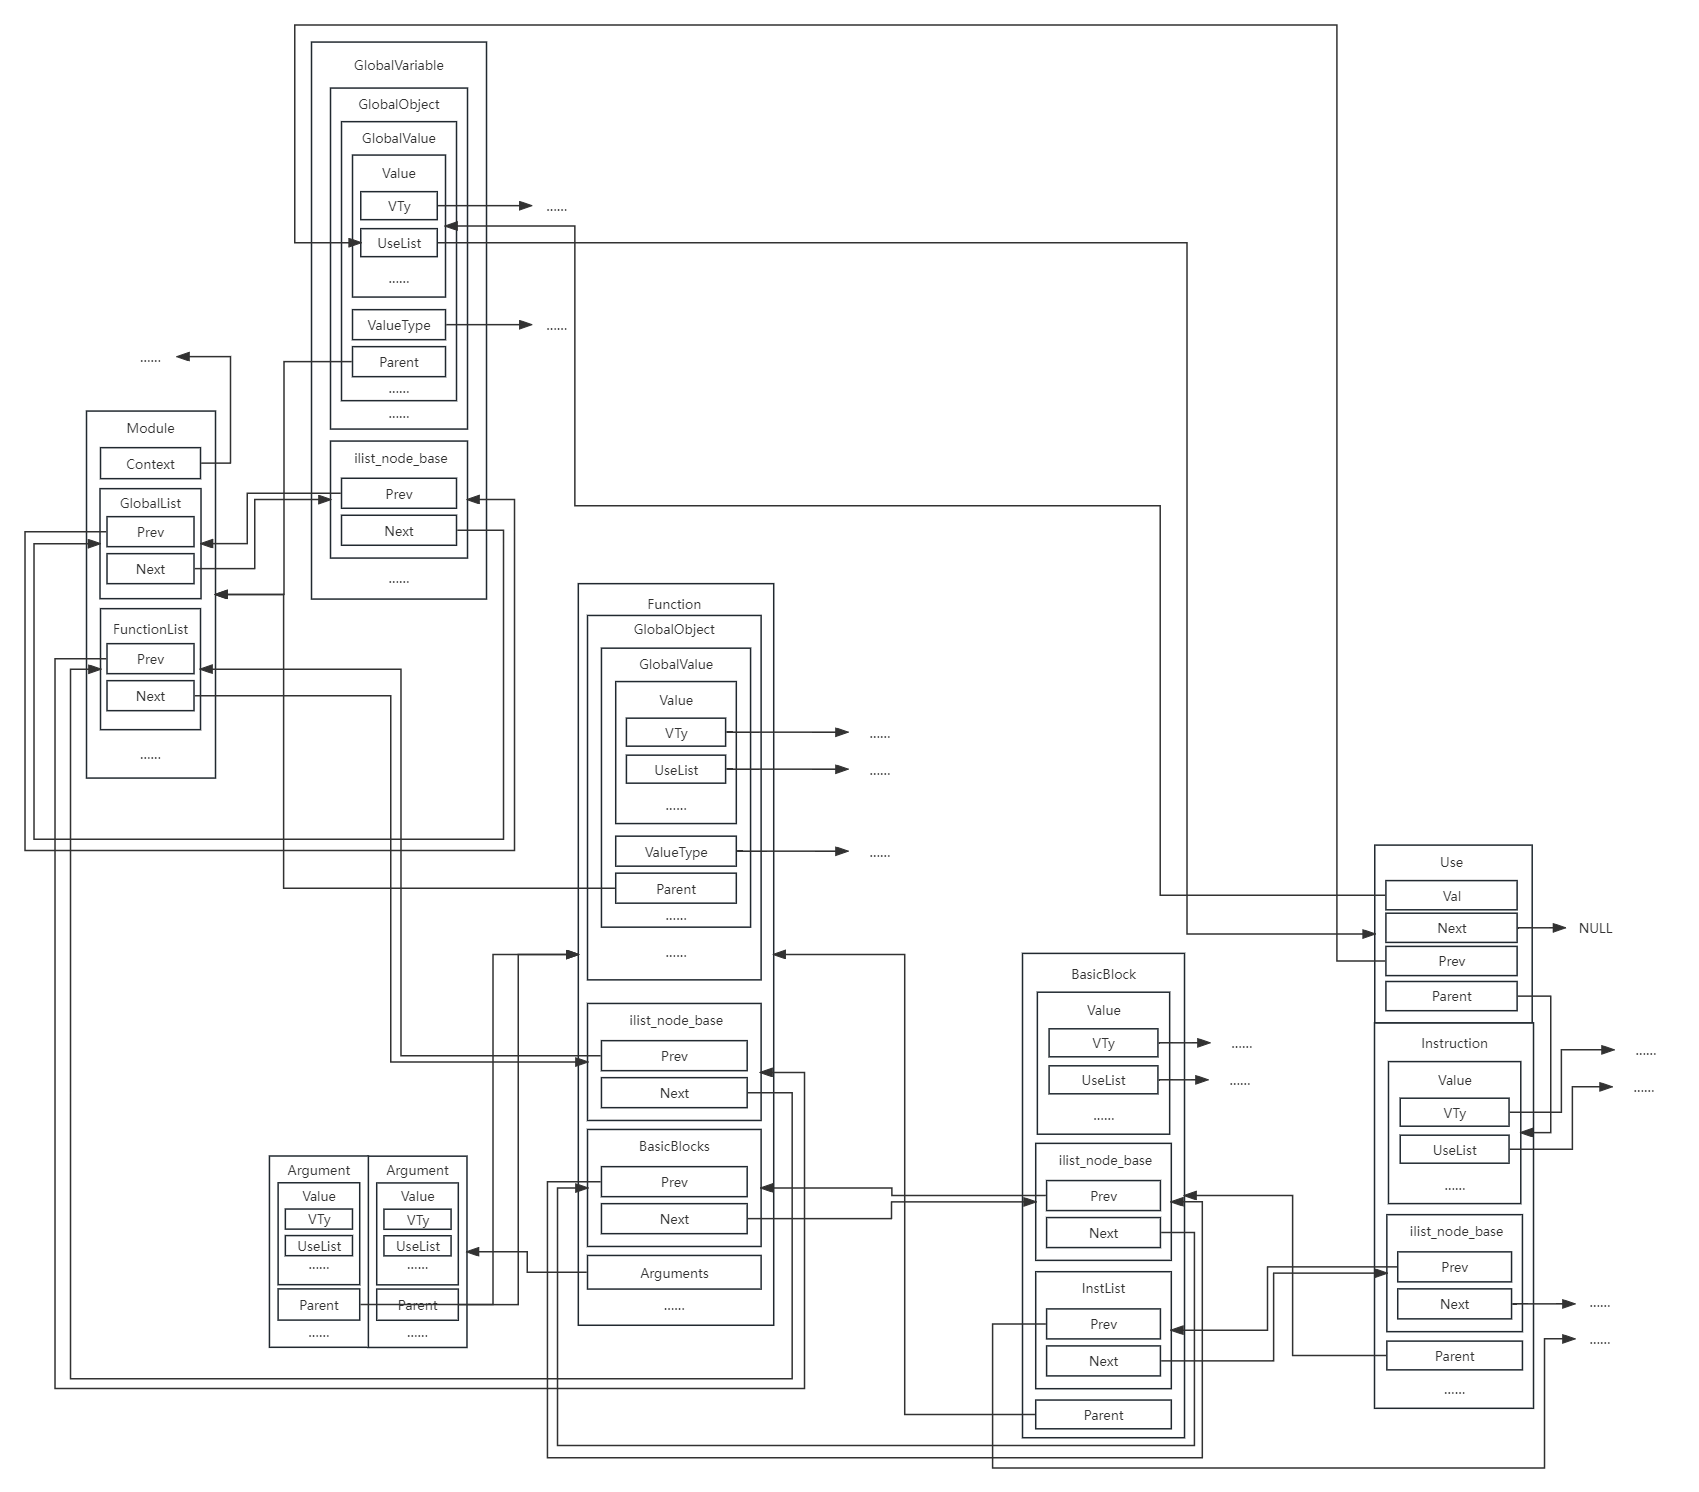 GlobalVariable
GlobalObject
GlobalValue
Value
VTy
......
UseList
......
ValueType
......
Parent
......
......
ilist_node_base
Prev
Next
......
......
Module
Context
GlobalList
Prev
Next
FunctionList
Prev
Next
......
Function
GlobalObject
GlobalValue
Value
VTy
......
UseList
......
......
ValueType
......
Parent
......
......
ilist_node_base
Prev
Next
BasicBlocks
Prev
Next
Arguments
......
Argument
Value
VTy
UseList
......
Parent
......
Argument
Value
VTy
UseList
......
Parent
......
BasicBlock
Value
VTy
......
UseList
......
......
ilist_node_base
Prev
Next
InstList
Prev
Next
Parent
Use
Val
Next
NULL
Prev
Parent
Instruction
......
Value
......
VTy
UseList
......
ilist_node_base
Prev
Next
......
......
Parent
......